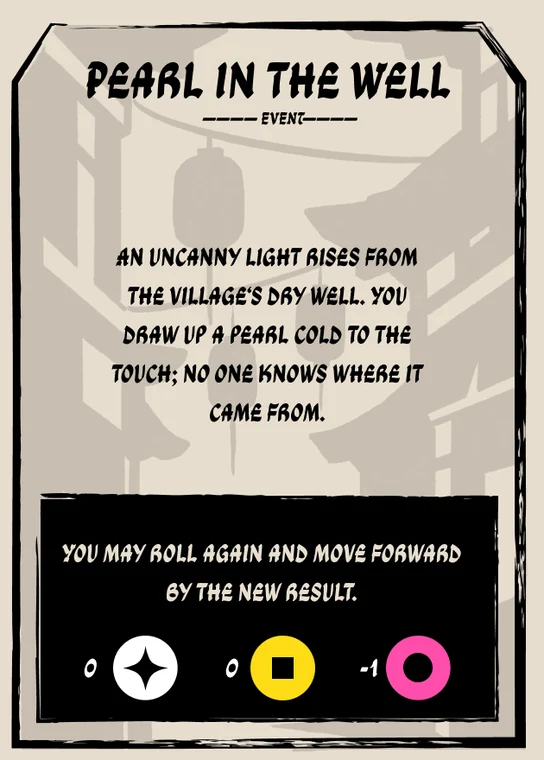 PEARL IN THE WELL
EVENT
AN UNCANNY LIGHT RISES FROM
THE VILLAGE'S DRY WELL. YOU
DRAW UP A PEARL COLD TO THE
TOUCH; NO ONE KNOWS WHERE IT
CAME FROM.
YOU MAY ROLL AGAIN AND MOVE FORWARD
BY THE NEW RESULT.
0 0 -1